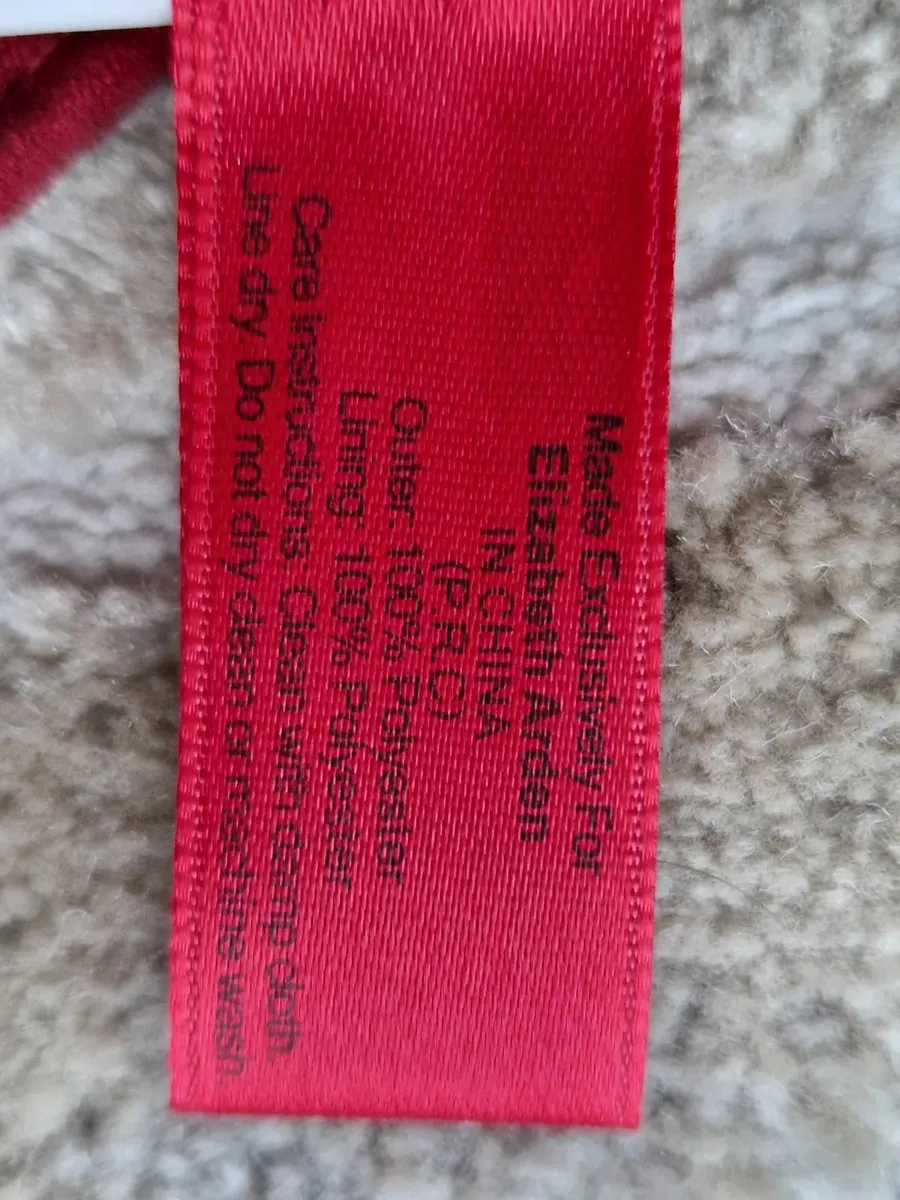 Made Exclusively For
Elizabeth Arden
IN CHINA
(P.R.C)
Outer: 100% Polyester
Lining: 100% Polyester
Care instructions: Clean with damp cloth.
Line dry. Do not dry clean or machine wash.